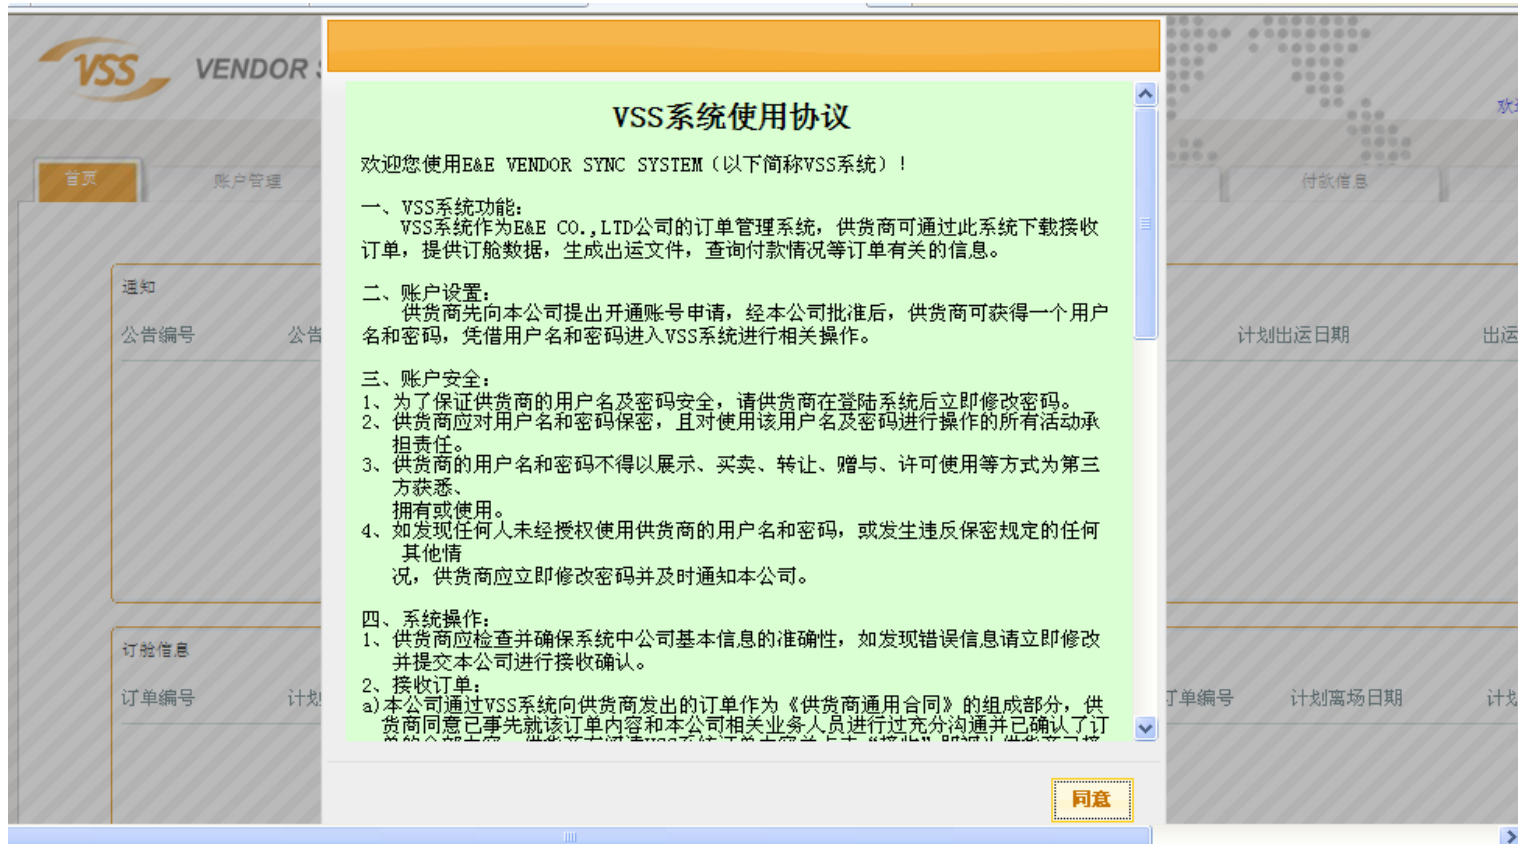 VSS
VENDOR
欢
首页
账户管理
付款信息
通知
公告编号
公告
计划出运日期
出运
订舱信息
订单编号
计划
订单编号
计划离场日期
计划
VSS系统使用协议
欢迎您使用E&E VENDOR SYNC SYSTEM（以下简称VSS系统）！
一、VSS系统功能：
VSS系统作为E&E CO.,LTD公司的订单管理系统，供货商可通过此系统下载接收
订单，提供订舱数据，生成出运文件，查询付款情况等订单有关的信息。
二、账户设置：
供货商先向本公司提出开通账号申请，经本公司批准后，供货商可获得一个用户
名和密码，凭借用户名和密码进入VSS系统进行相关操作。
三、账户安全：
1、为了保证供货商的用户名及密码安全，请供货商在登陆系统后立即修改密码。
2、供货商应对用户名和密码保密，且对使用该用户名及密码进行操作的所有活动承
担责任。
3、供货商的用户名和密码不得以展示、买卖、转让、赠与、许可使用等方式为第三
方获悉、
拥有或使用。
4、如发现任何人未经授权使用供货商的用户名和密码，或发生违反保密规定的任何
其他情
况，供货商应立即修改密码并及时通知本公司。
四、系统操作：
1、供货商应检查并确保系统中公司基本信息的准确性，如发现错误信息请立即修改
并提交本公司进行接收确认。
2、接收订单：
a)本公司通过VSS系统向供货商发出的订单作为《供货商通用合同》的组成部分，供
货商同意已事先就该订单内容和本公司相关业务人员进行过充分沟通并已确认了订
同意